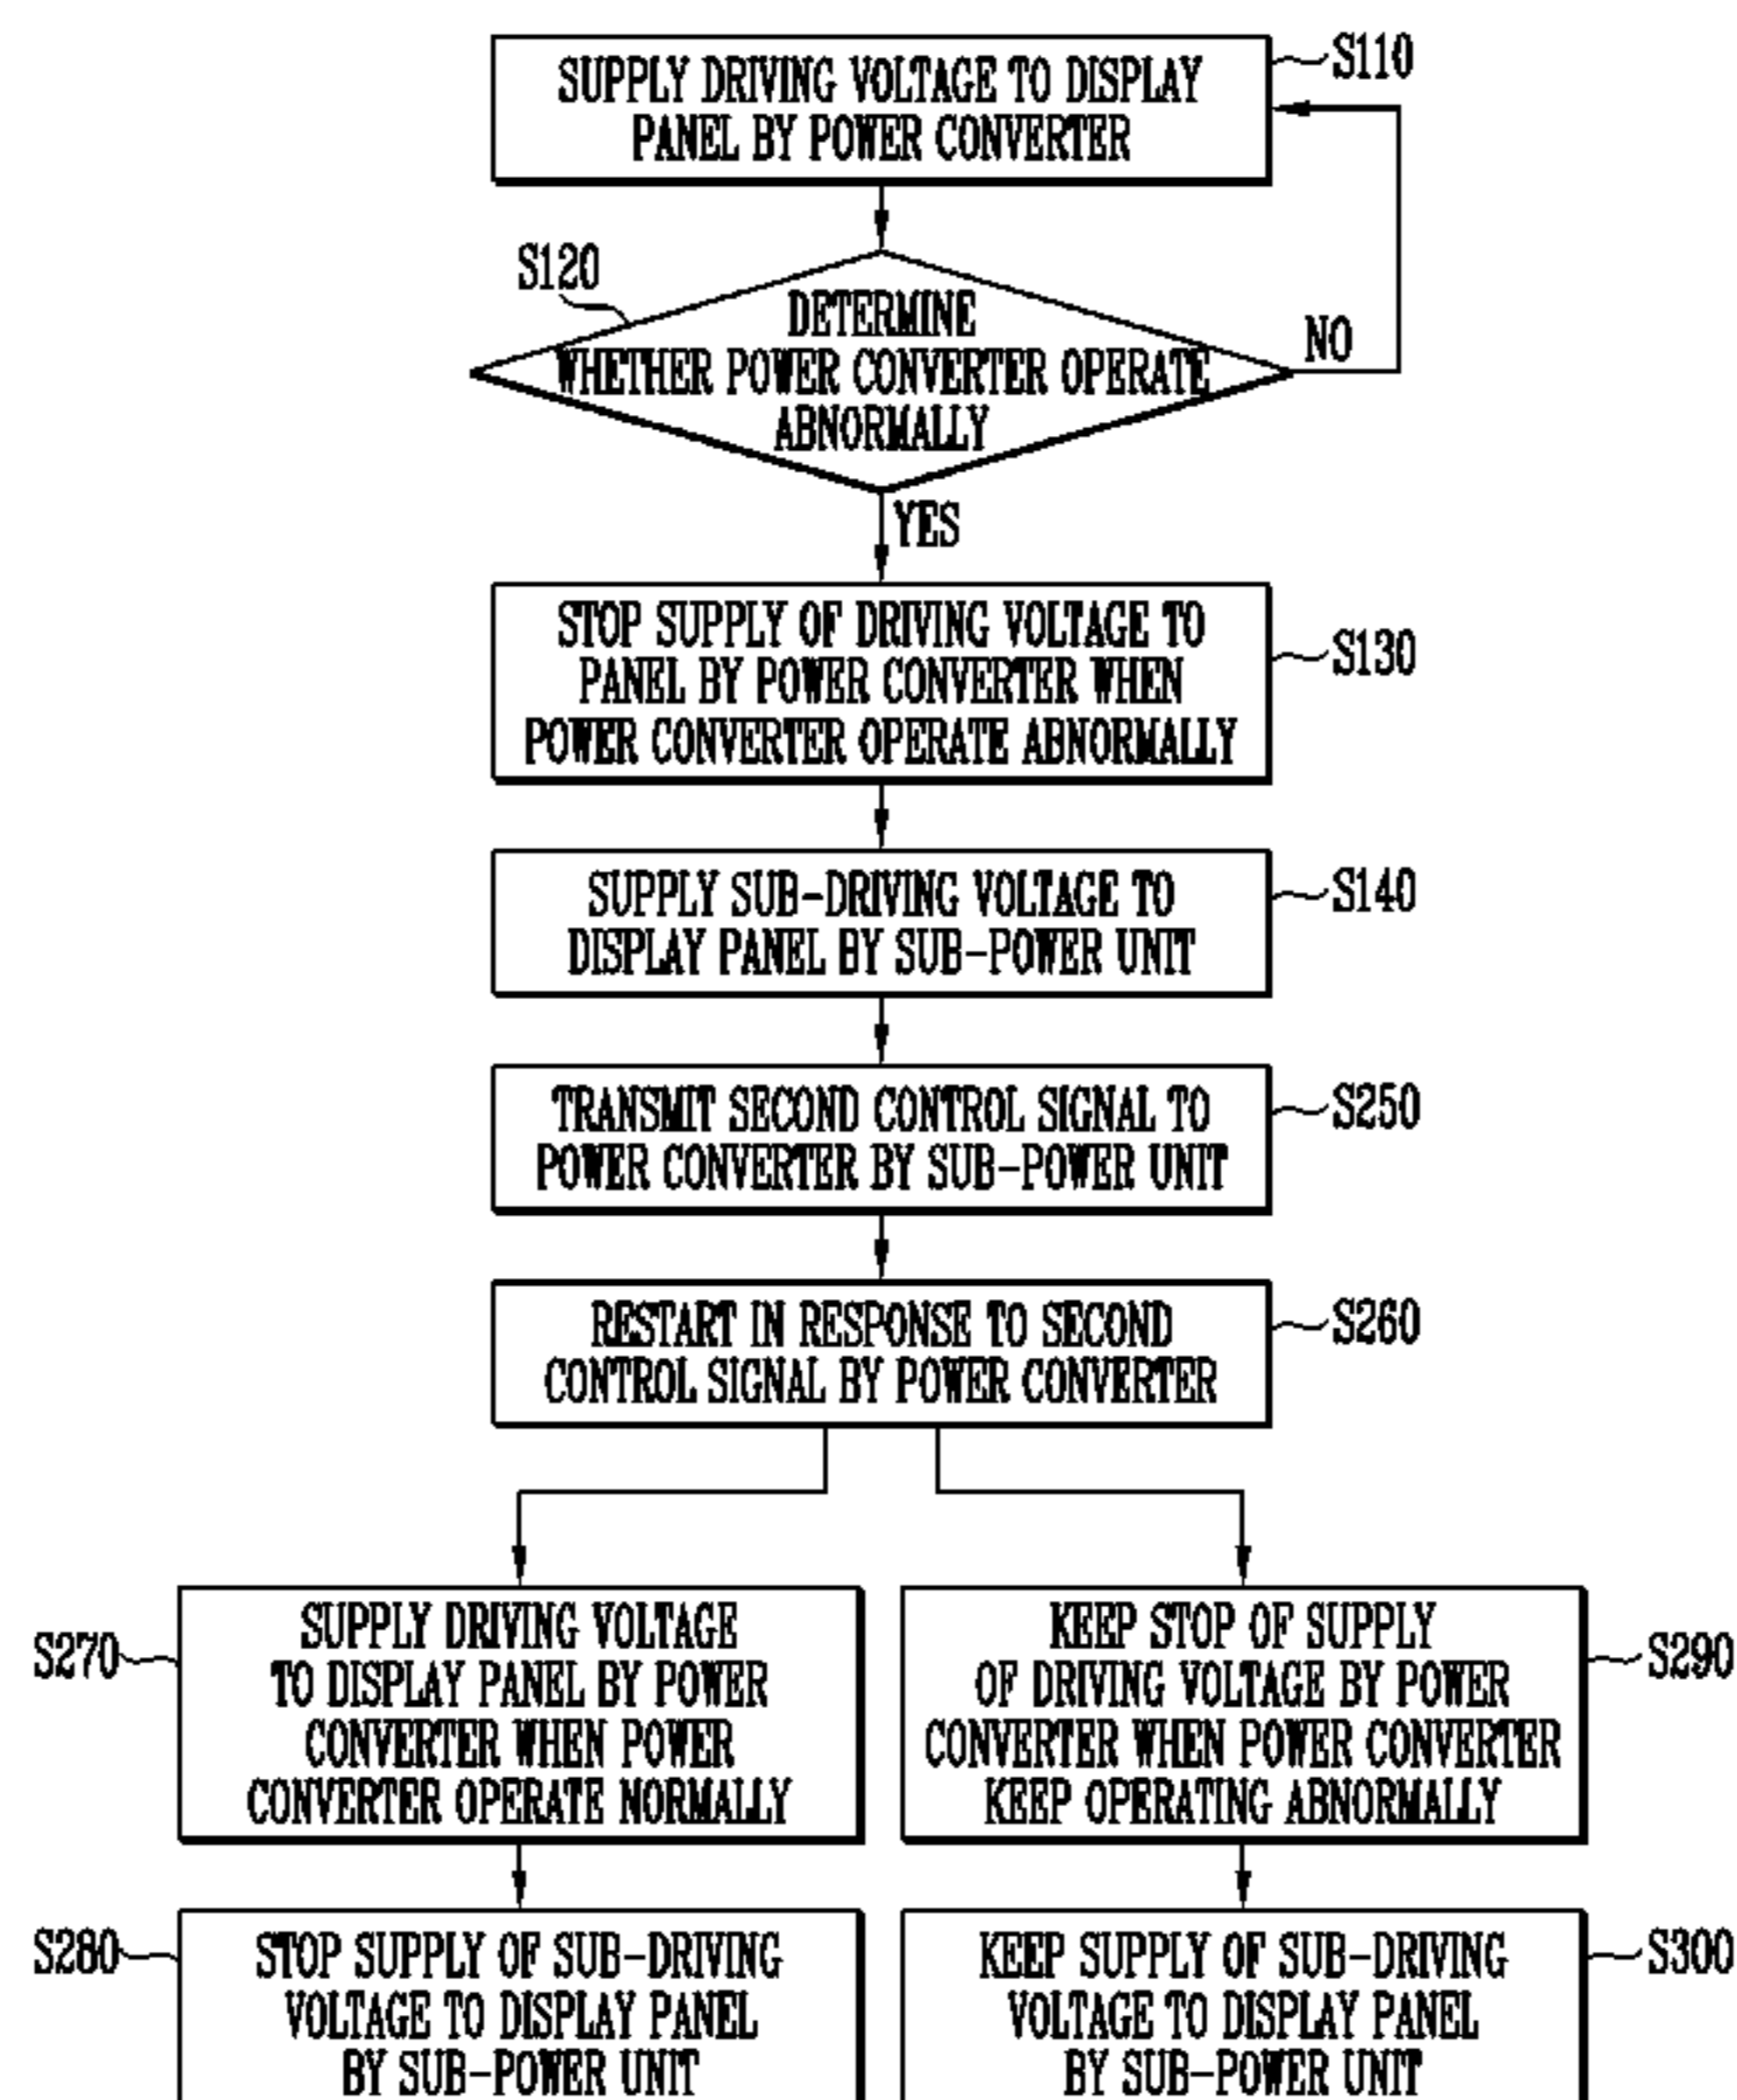 SUPPLY DRIVING VOLTAGE TO DISPLAY
PANEL BY POWER CONVERTER
S110
S120
DETERMINE
WHETHER POWER CONVERTER OPERATE
ABNORMALLY
NO
YES
STOP SUPPLY OF DRIVING VOLTAGE TO
PANEL BY POWER CONVERTER WHEN
POWER CONVERTER OPERATE ABNORMALLY
S130
SUPPLY SUB-DRIVING VOLTAGE TO
DISPLAY PANEL BY SUB-POWER UNIT
S140
TRANSMIT SECOND CONTROL SIGNAL TO
POWER CONVERTER BY SUB-POWER UNIT
S250
RESTART IN RESPONSE TO SECOND
CONTROL SIGNAL BY POWER CONVERTER
S260
S270
SUPPLY DRIVING VOLTAGE
TO DISPLAY PANEL BY POWER
CONVERTER WHEN POWER
CONVERTER OPERATE NORMALLY
KEEP STOP OF SUPPLY
OF DRIVING VOLTAGE BY POWER
CONVERTER WHEN POWER CONVERTER
KEEP OPERATING ABNORMALLY
S290
S280
STOP SUPPLY OF SUB-DRIVING
VOLTAGE TO DISPLAY PANEL
BY SUB-POWER UNIT
KEEP SUPPLY OF SUB-DRIVING
VOLTAGE TO DISPLAY PANEL
BY SUB-POWER UNIT
S300